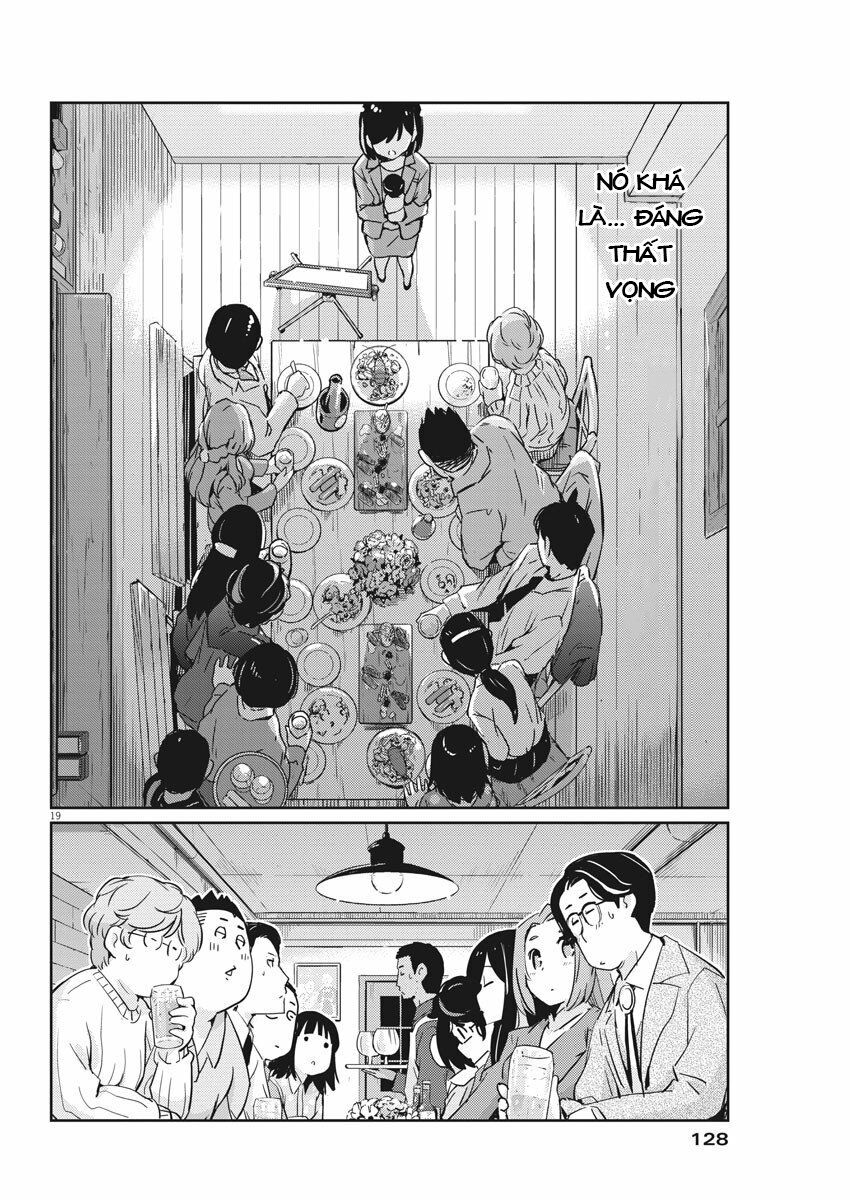 NÓ KHÁ
LÀ... ĐÁNG
THẤT
VỌNG
19
128